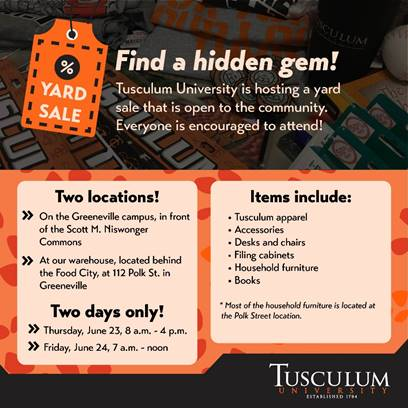 %
YARD
SALE
Find a hidden gem!
Tusculum University is hosting a yard
sale that is open to the community.
Everyone is encouraged to attend!
Two locations!
» On the Greeneville campus, in front
of the Scott M. Niswonger
Commons
» At our warehouse, located behind
the Food City, at 112 Polk St. in
Greeneville
Two days only!
» Thursday, June 23, 8 a.m. - 4 p.m.
» Friday, June 24, 7 a.m. - noon
Items include:
• Tusculum apparel
• Accessories
• Desks and chairs
• Filing cabinets
• Household furniture
• Books
* Most of the household furniture is located at
the Polk Street location.
TUSCULUM
UNIVERSITY
ESTABLISHED 1794